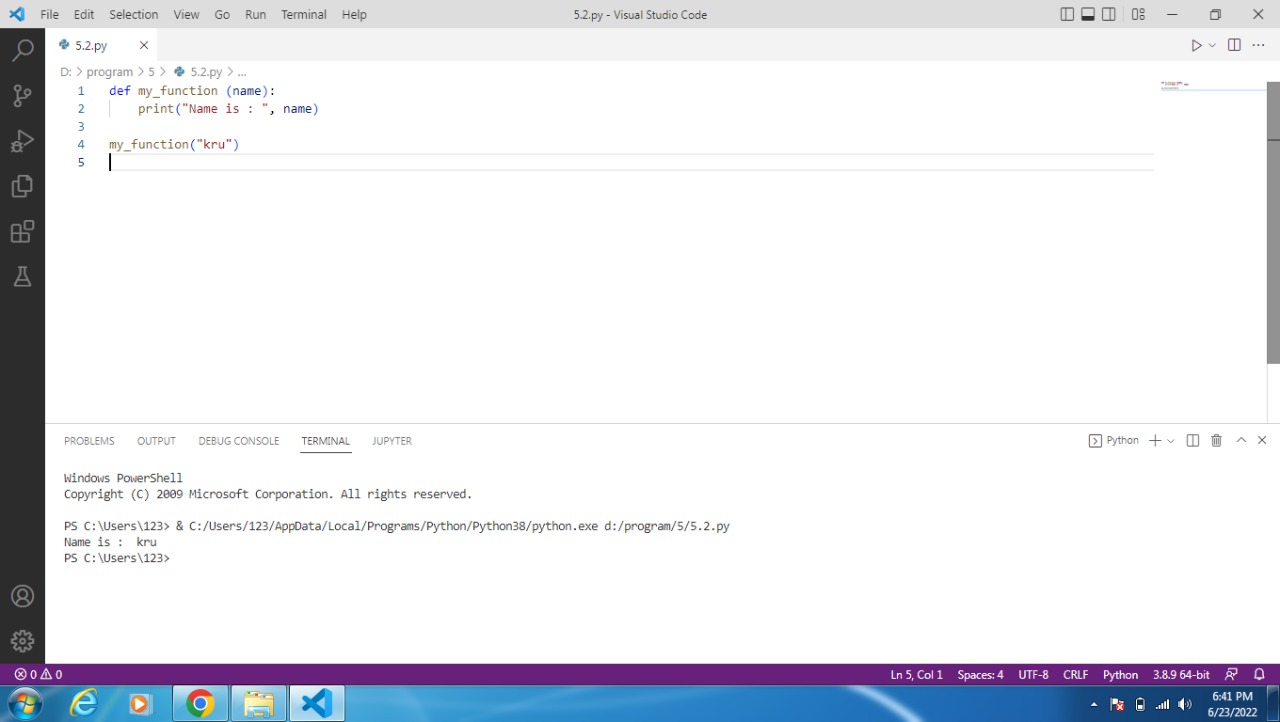 File Edit Selection View Go Run Terminal Help 5.2.py - Visual Studio Code
5.2.py
D: > program > 5 > 5.2.py > ...
1 def my_function (name):
2     print("Name is : ", name)
3
4 my_function("kru")
5
PROBLEMS OUTPUT DEBUG CONSOLE TERMINAL JUPYTER Python
Windows PowerShell
Copyright (C) 2009 Microsoft Corporation. All rights reserved.
PS C:\Users\123> & C:/Users/123/AppData/Local/Programs/Python/Python38/python.exe d:/program/5/5.2.py
Name is :  kru
PS C:\Users\123>
0 0 Ln 5, Col 1 Spaces: 4 UTF-8 CRLF Python 3.8.9 64-bit
6:41 PM
6/23/2022